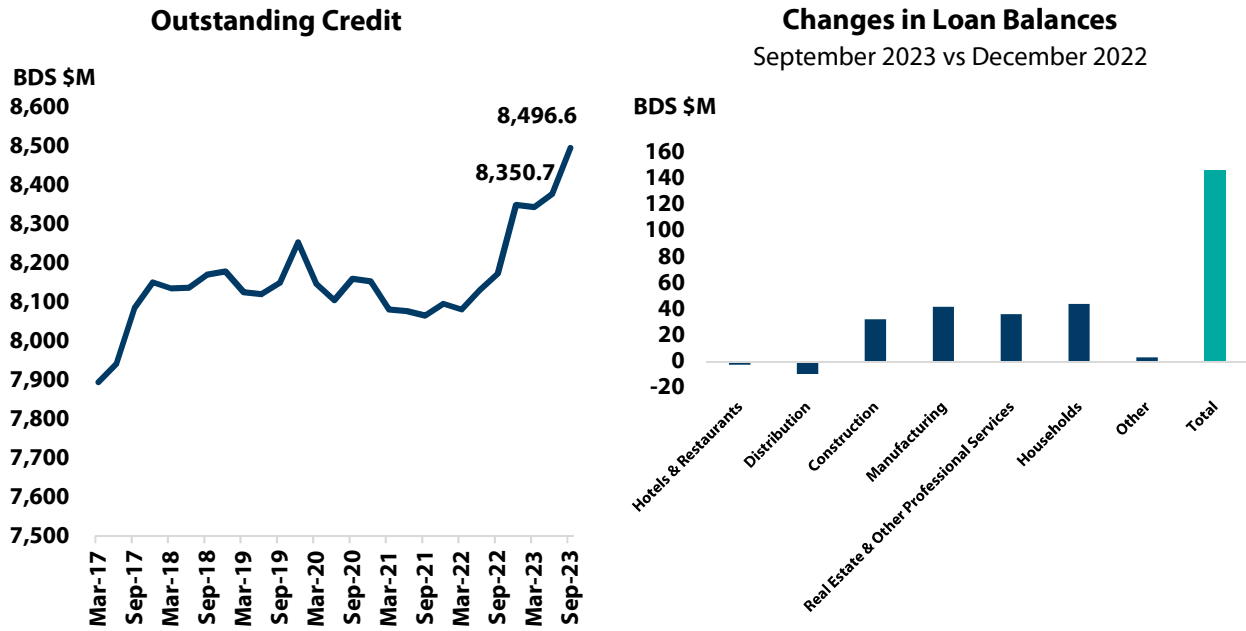 Outstanding Credit
BDS $M
8,600
8,500
8,400
8,300
8,200
8,100
8,000
7,900
7,800
7,700
7,600
7,500
8,496.6
8,350.7
Mar-17
Sep-17
Mar-18
Sep-18
Mar-19
Sep-19
Mar-20
Sep-20
Mar-21
Sep-21
Mar-22
Sep-22
Mar-23
Sep-23
Changes in Loan Balances
September 2023 vs December 2022
BDS $M
160
140
120
100
80
60
40
20
0
-20
Hotels & Restaurants
Distribution
Construction
Manufacturing
Real Estate & Other Professional Services
Households
Other
Total